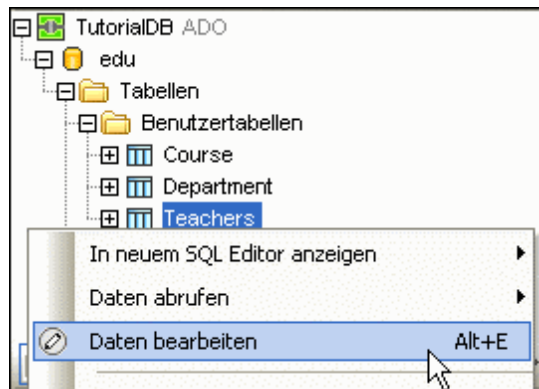 TutorialDB ADO
edu
Tabellen
Benutzertabellen
Course
Department
Teachers
In neuem SQL Editor anzeigen
Daten abrufen
Daten bearbeiten Alt+E